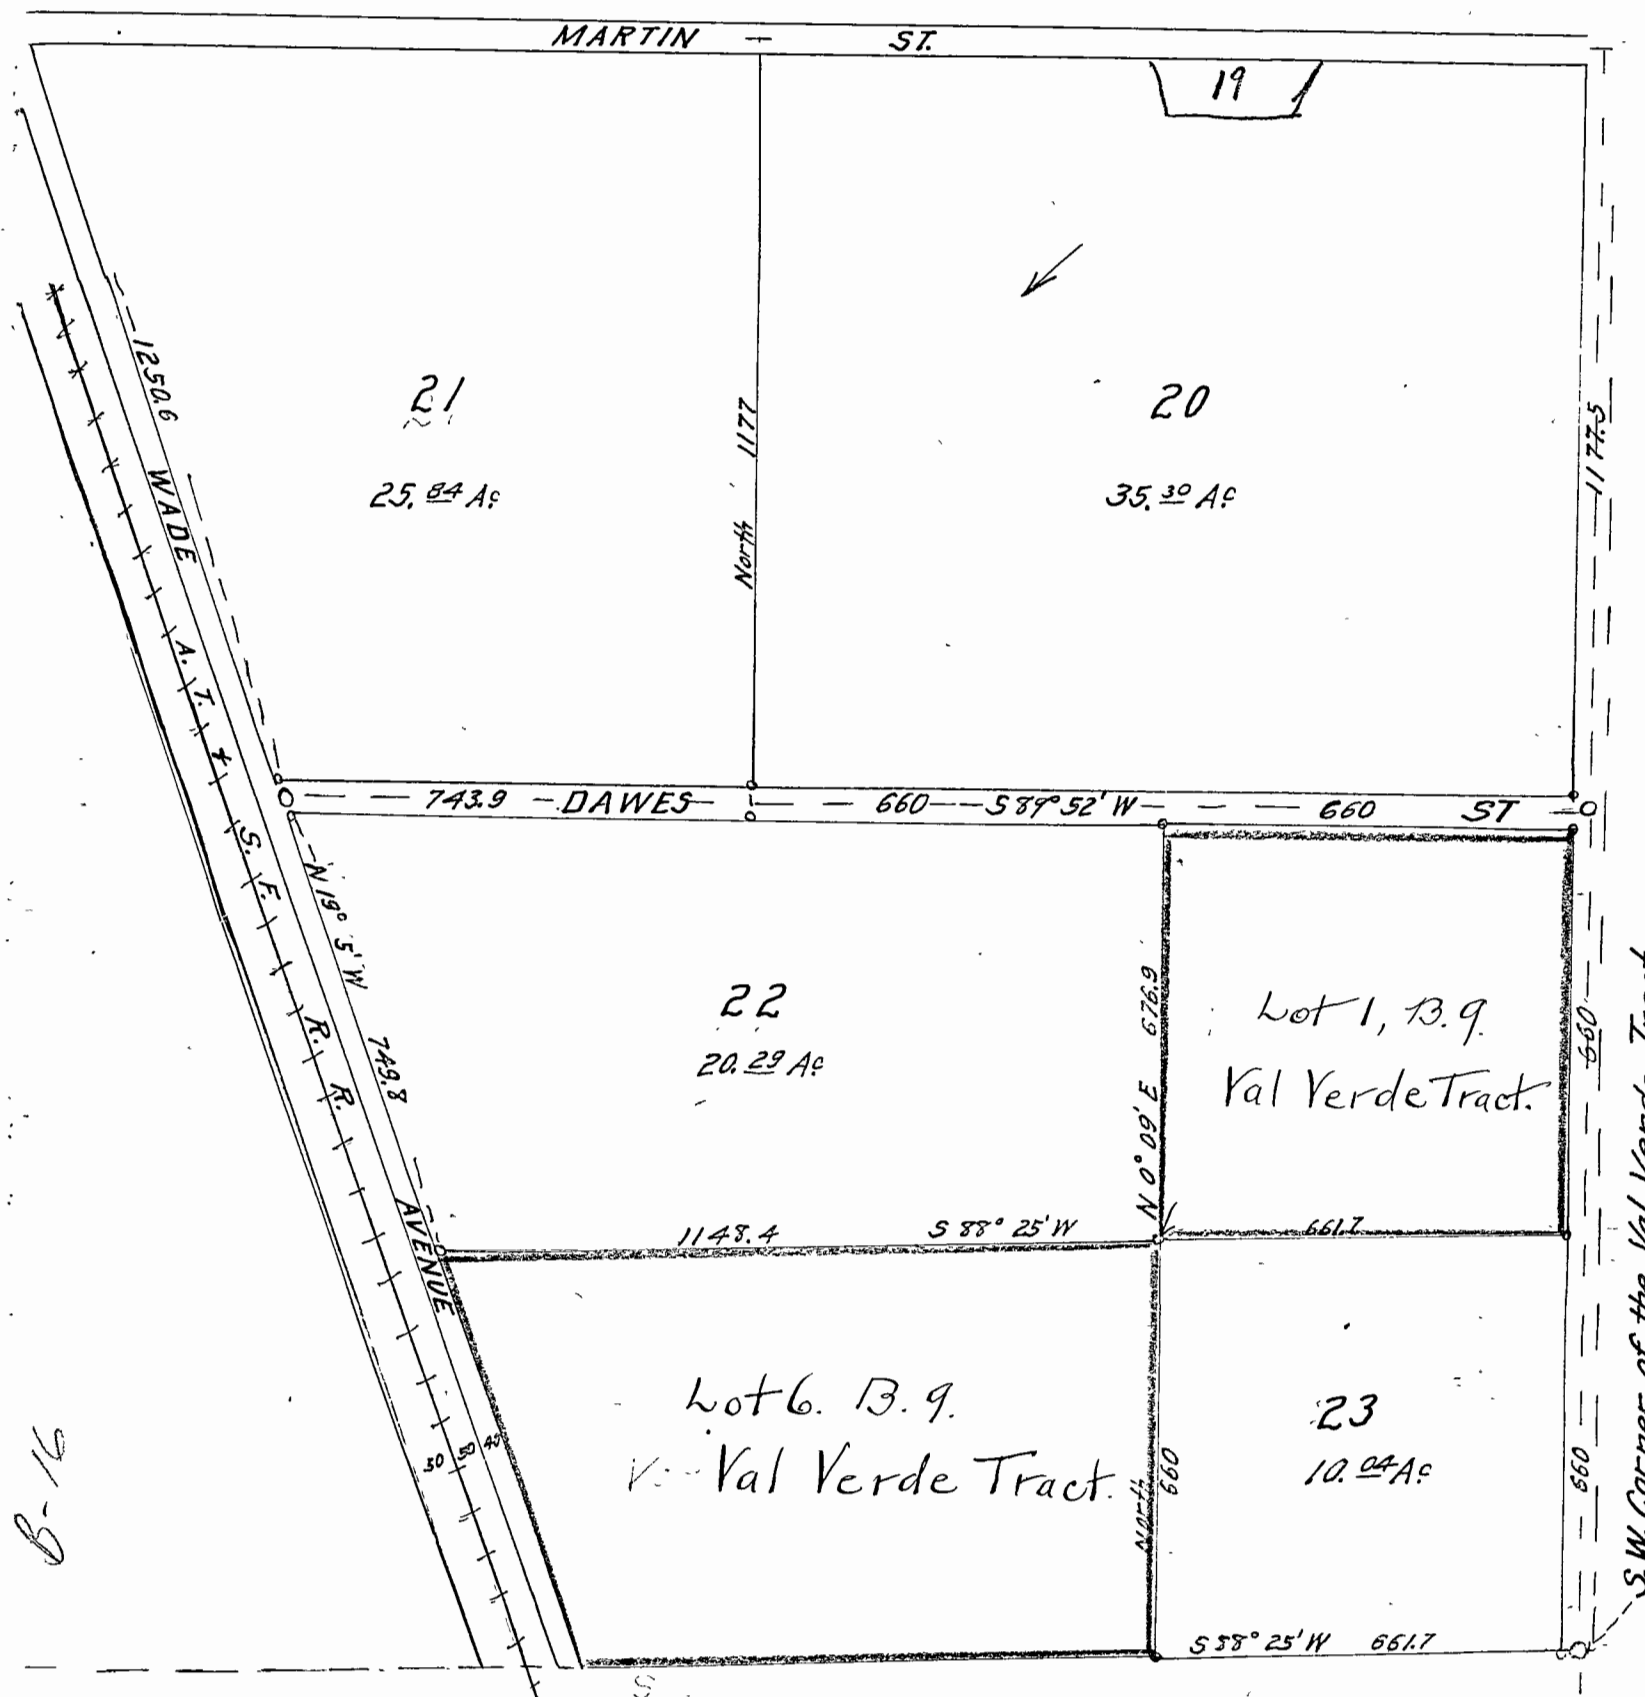 MARTIN ST.
19
1250.6
WADE
21
25.84 Ac
North 1177
20
35.30 Ac
1177.5
A. T. & S. F. R. R.
743.9 DAWES 660 S 89° 52' W 660 ST
N 19° 5' W 749.8
22
20.29 Ac
N 0° 09' E 676.9
Lot 1, B. 9.
Val Verde Tract.
660
AVENUE
1148.4 S 88° 25' W
661.7
Lot 6. B. 9.
Val Verde Tract.
North 660
23
10.04 Ac
660
50 50 40
B-16
S 88° 25' W 661.7
S.W. Corner of the Val Verde Tract